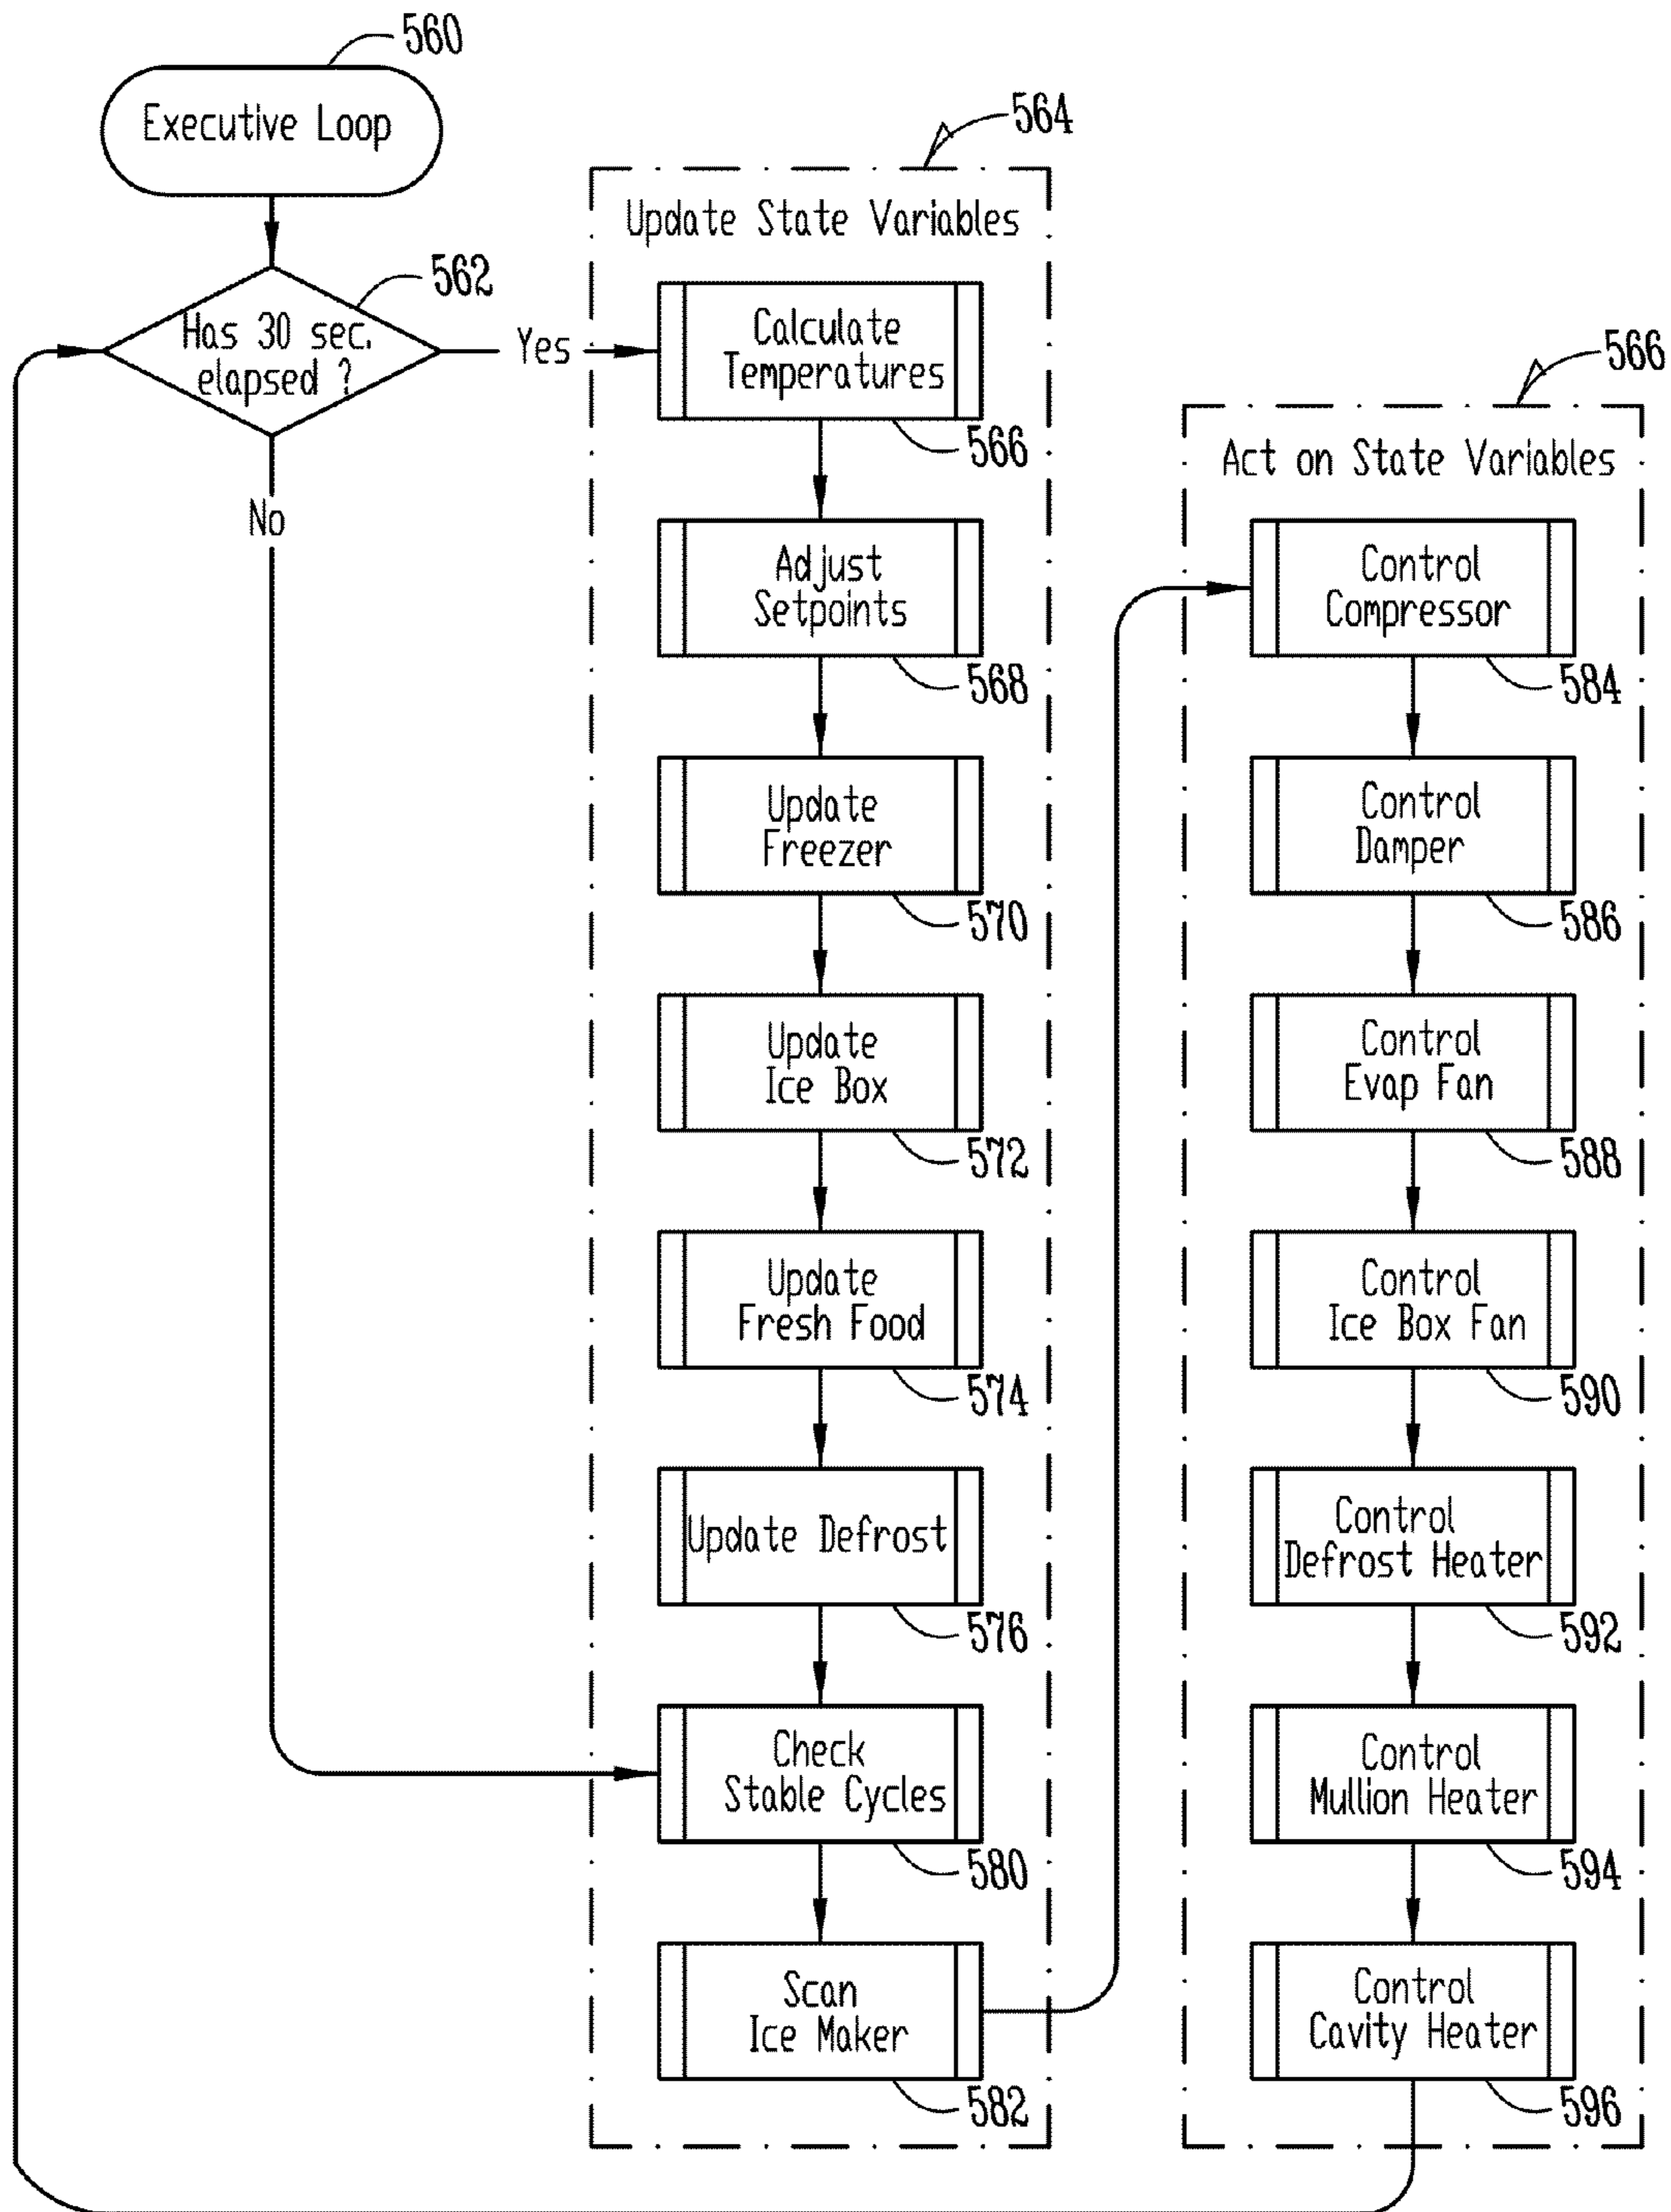 560
Executive Loop
562
Has 30 sec.
elapsed ?
Yes
No
564
Update State Variables
Calculate
Temperatures
566
Adjust
Setpoints
568
Update
Freezer
570
Update
Ice Box
572
Update
Fresh Food
574
Update Defrost
576
Check
Stable Cycles
580
Scan
Ice Maker
582
566
Act on State Variables
Control
Compressor
584
Control
Damper
586
Control
Evap Fan
588
Control
Ice Box Fan
590
Control
Defrost Heater
592
Control
Mullion Heater
594
Control
Cavity Heater
596